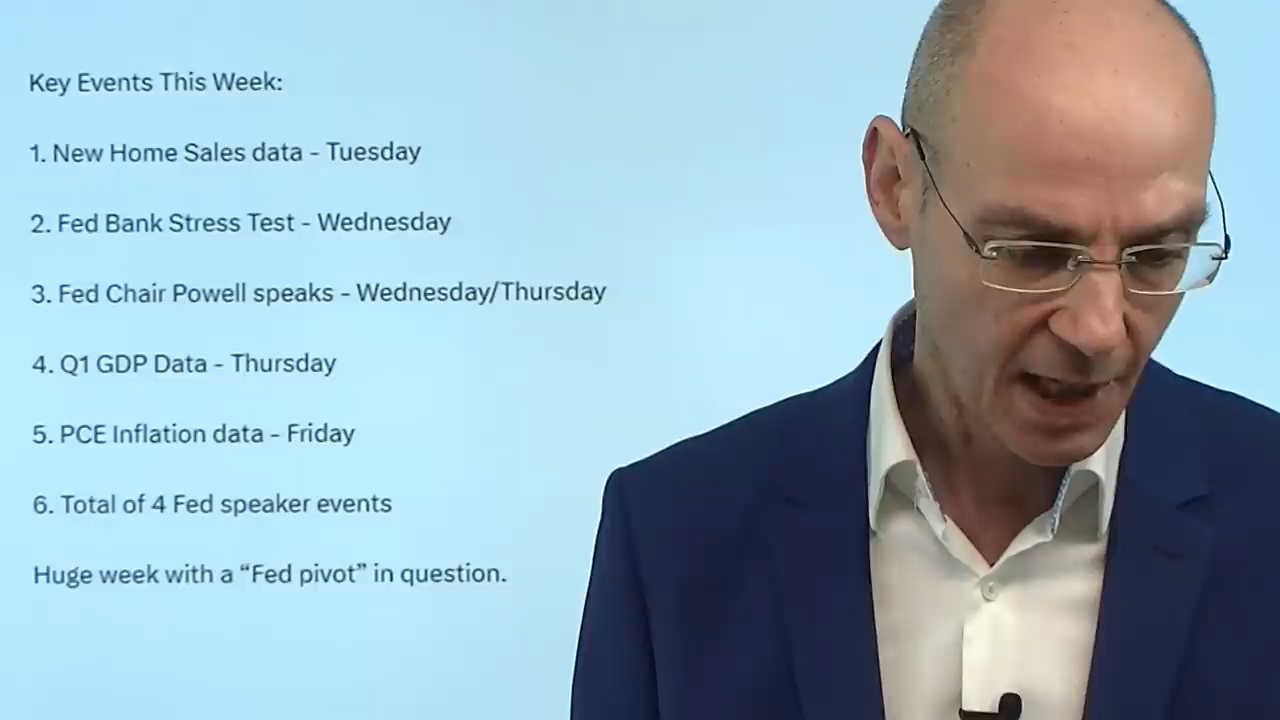 Key Events This Week:
1. New Home Sales data - Tuesday
2. Fed Bank Stress Test - Wednesday
3. Fed Chair Powell speaks - Wednesday/Thursday
4. Q1 GDP Data - Thursday
5. PCE Inflation data - Friday
6. Total of 4 Fed speaker events
Huge week with a “Fed pivot” in question.